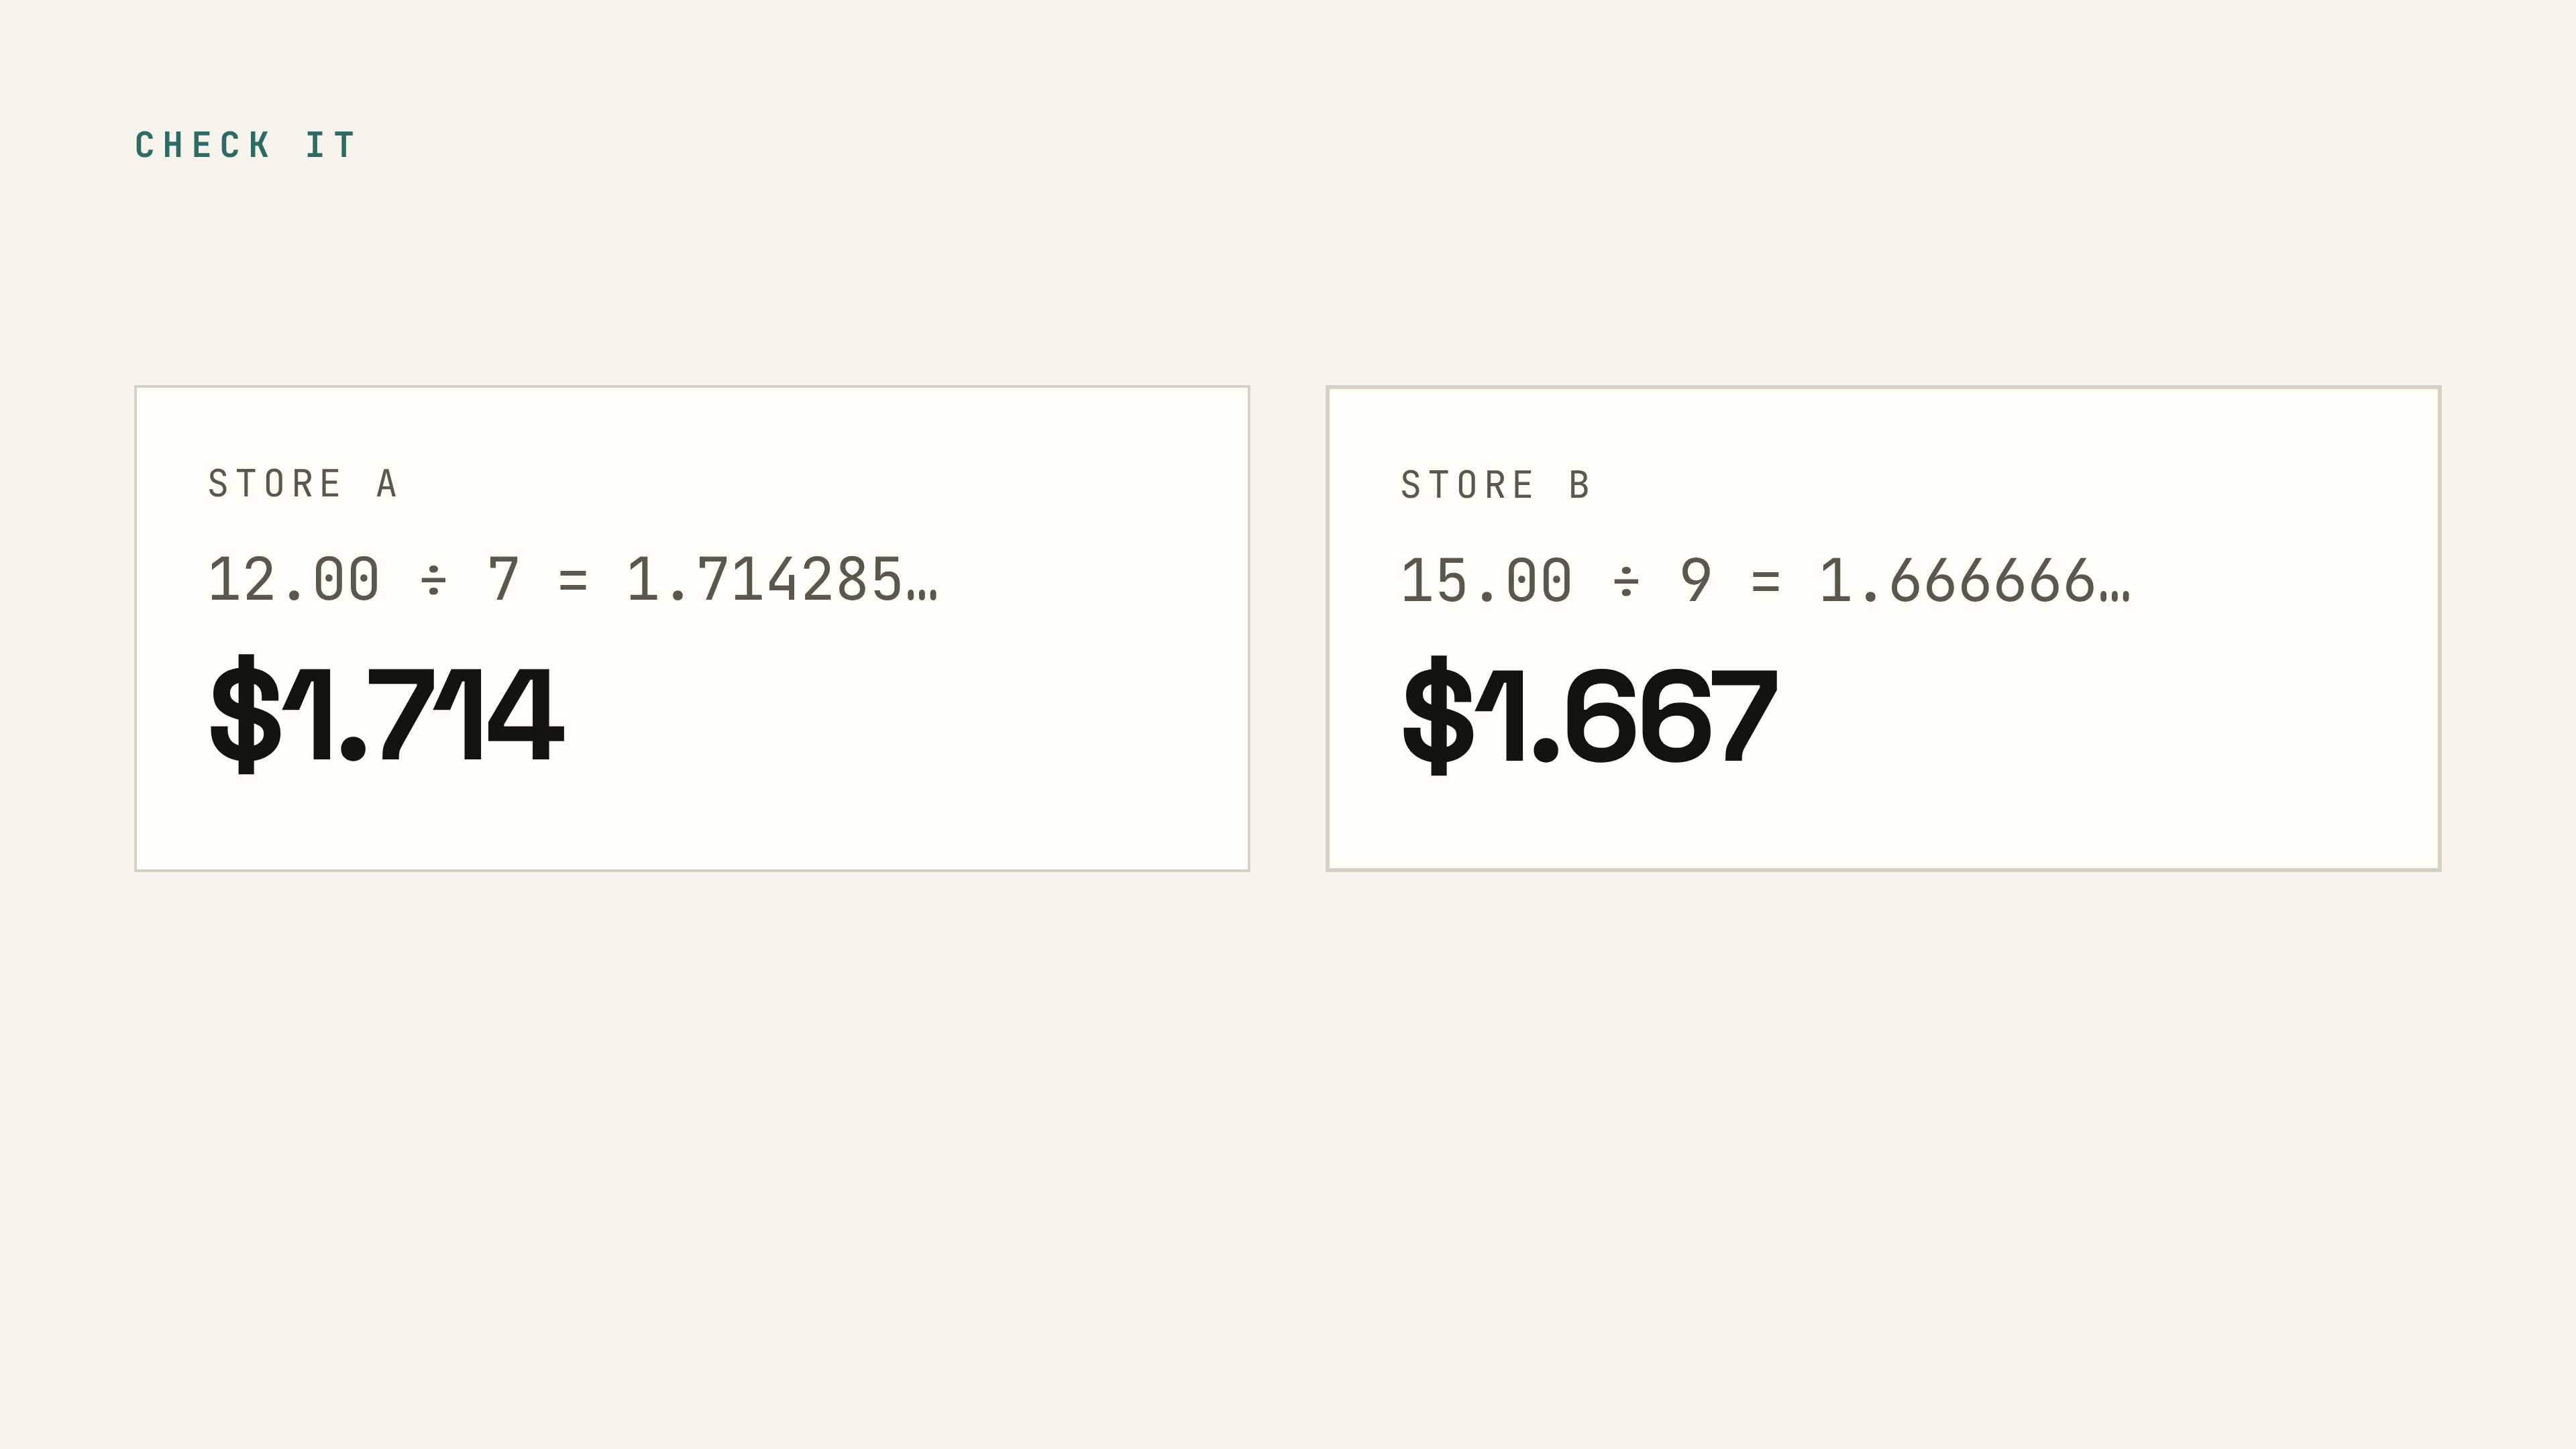 CHECK IT
STORE A
12.00 ÷ 7 = 1.714285…
$1.714
STORE B
15.00 ÷ 9 = 1.666666…
$1.667